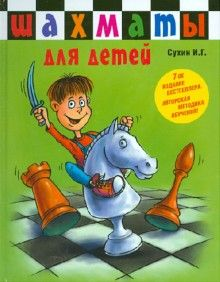 ШАХМАТЫ
ДЛЯ ДЕТЕЙ
Сухин И.Г.
7-ОЕ
ИЗДАНИЕ
БЕСТСЕЛЛЕРА.
АВТОРСКАЯ
МЕТОДИКА
ОБУЧЕНИЯ!